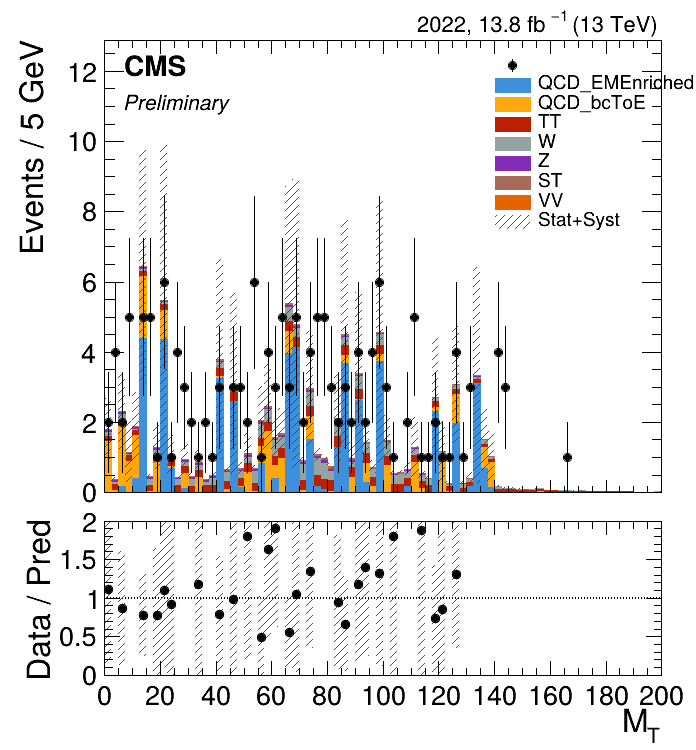 2022, 13.8 fb⁻¹ (13 TeV)
CMS
Preliminary
QCD_EMEnriched
QCD_bcToE
TT
W
Z
ST
VV
Stat+Syst
Events / 5 GeV
12
10
8
6
4
2
0
Data / Pred
2
1.5
1
0.5
0
0 20 40 60 80 100 120 140 160 180 200
M_T